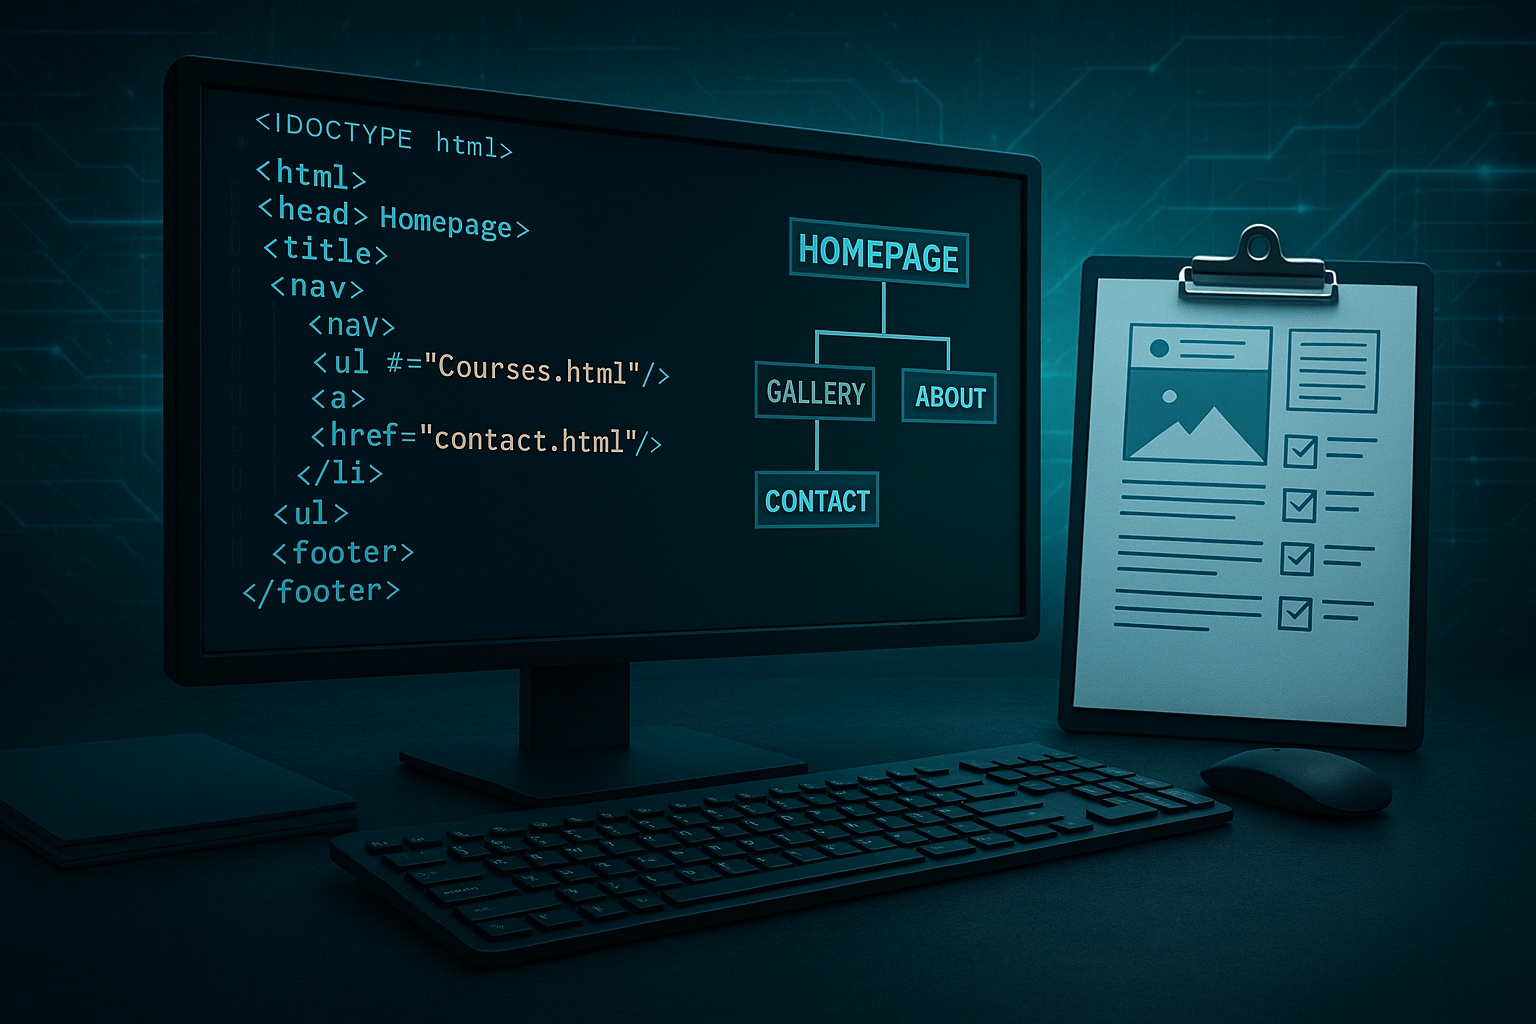 <!DOCTYPE html>
<html>
<head> Homepage>
<title>
<nav>
<naV>
<ul #="Courses.html"/>
<a>
<href="contact.html"/>
</li>
<ul>
<footer>
</footer>
HOMEPAGE
GALLERY
ABOUT
CONTACT